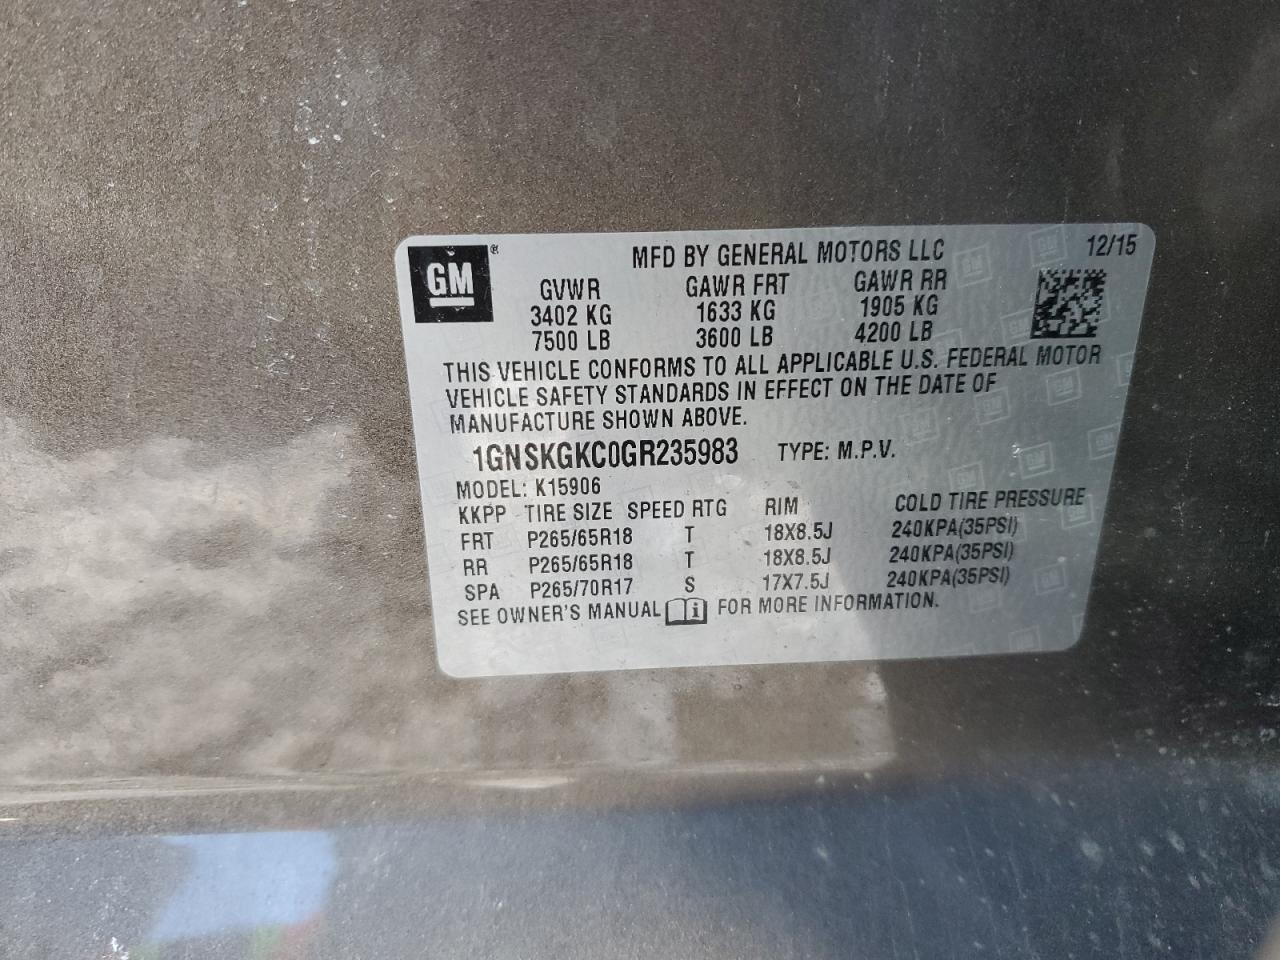 GM ®
MFD BY GENERAL MOTORS LLC 12/15
GVWR GAWR FRT GAWR RR
3402 KG 1633 KG 1905 KG
7500 LB 3600 LB 4200 LB
THIS VEHICLE CONFORMS TO ALL APPLICABLE U.S. FEDERAL MOTOR
VEHICLE SAFETY STANDARDS IN EFFECT ON THE DATE OF
MANUFACTURE SHOWN ABOVE.
1GNSKGKC0GR235983 TYPE: M.P.V.
MODEL: K15906
KKPP TIRE SIZE SPEED RTG RIM COLD TIRE PRESSURE
FRT P265/65R18 T 18X8.5J 240KPA(35PSI)
RR P265/65R18 T 18X8.5J 240KPA(35PSI)
SPA P265/70R17 S 17X7.5J 240KPA(35PSI)
SEE OWNER'S MANUAL i FOR MORE INFORMATION.